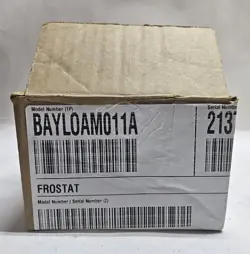 Model Number (1P)
Serial Number
BAYLOAM011A
213
FROSTAT
Model Number / Serial Number (2)